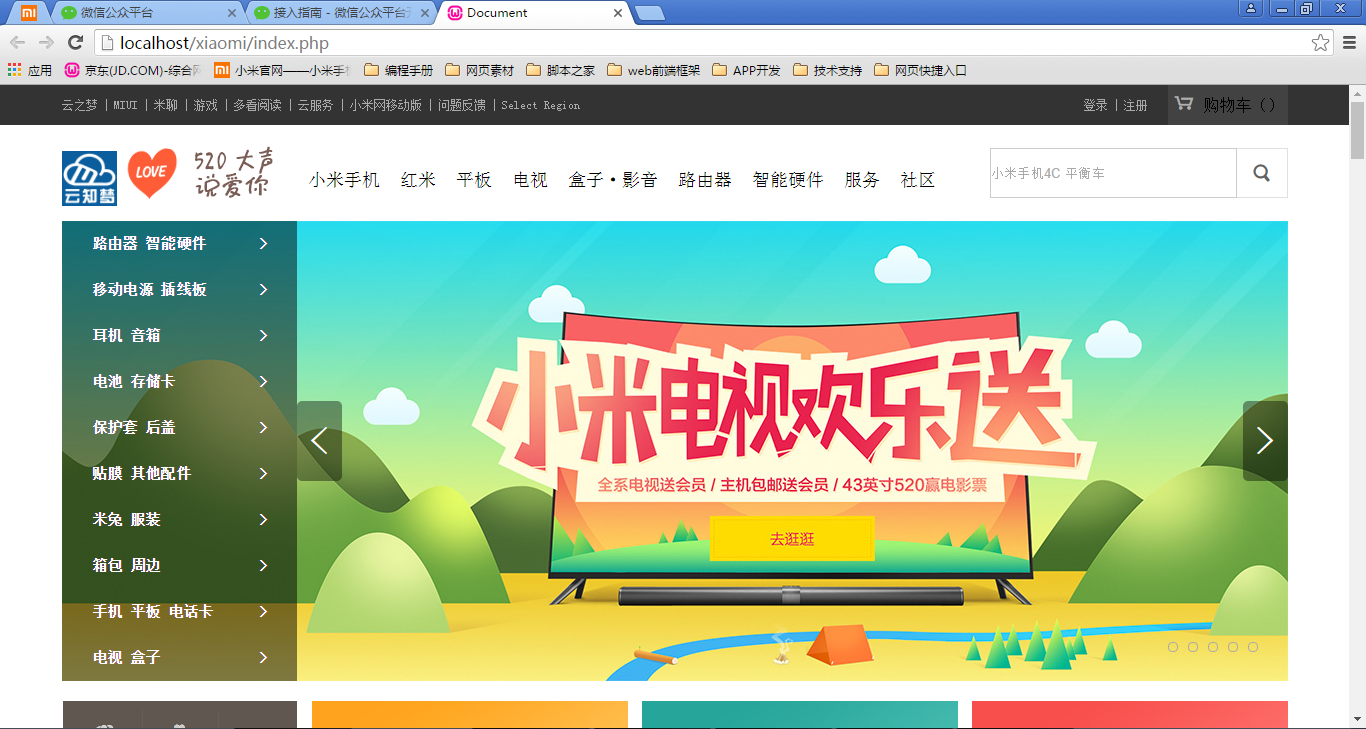 微信公众平台
接入指南 - 微信公众平台开
Document
localhost/xiaomi/index.php
应用 京东(JD.COM)-综合网 小米官网——小米手机 编程手册 网页素材 脚本之家 web前端框架 APP开发 技术支持 网页快捷入口
云之梦 | MIUI | 米聊 | 游戏 | 多看阅读 | 云服务 | 小米网移动版 | 问题反馈 | Select Region
登录 | 注册
购物车（）
云知梦
LOVE
520 大声
说爱你
小米手机 红米 平板 电视 盒子·影音 路由器 智能硬件 服务 社区
小米手机4C 平衡车
路由器 智能硬件
移动电源 插线板
耳机 音箱
电池 存储卡
保护套 后盖
贴膜 其他配件
米兔 服装
箱包 周边
手机 平板 电话卡
电视 盒子
小米电视欢乐送
全系电视送会员 / 主机包邮送会员 / 43英寸520赢电影票
去逛逛